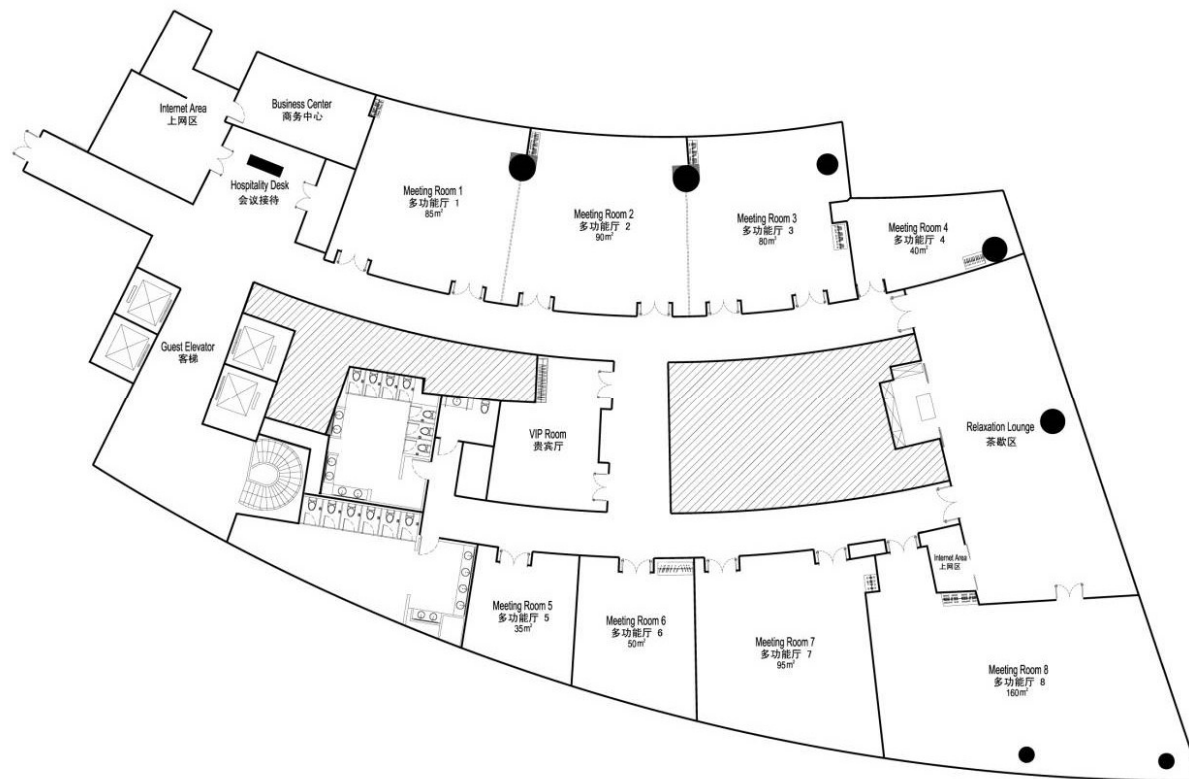 Internet Area
上网区
Business Center
商务中心
Hospitality Desk
会议接待
Meeting Room 1
多功能厅 1
85㎡
Meeting Room 2
多功能厅 2
90㎡
Meeting Room 3
多功能厅 3
80㎡
Meeting Room 4
多功能厅 4
40㎡
Guest Elevator
客梯
VIP Room
贵宾厅
Relaxation Lounge
茶歇区
Internet Area
上网区
Meeting Room 5
多功能厅 5
35㎡
Meeting Room 6
多功能厅 6
50㎡
Meeting Room 7
多功能厅 7
95㎡
Meeting Room 8
多功能厅 8
160㎡